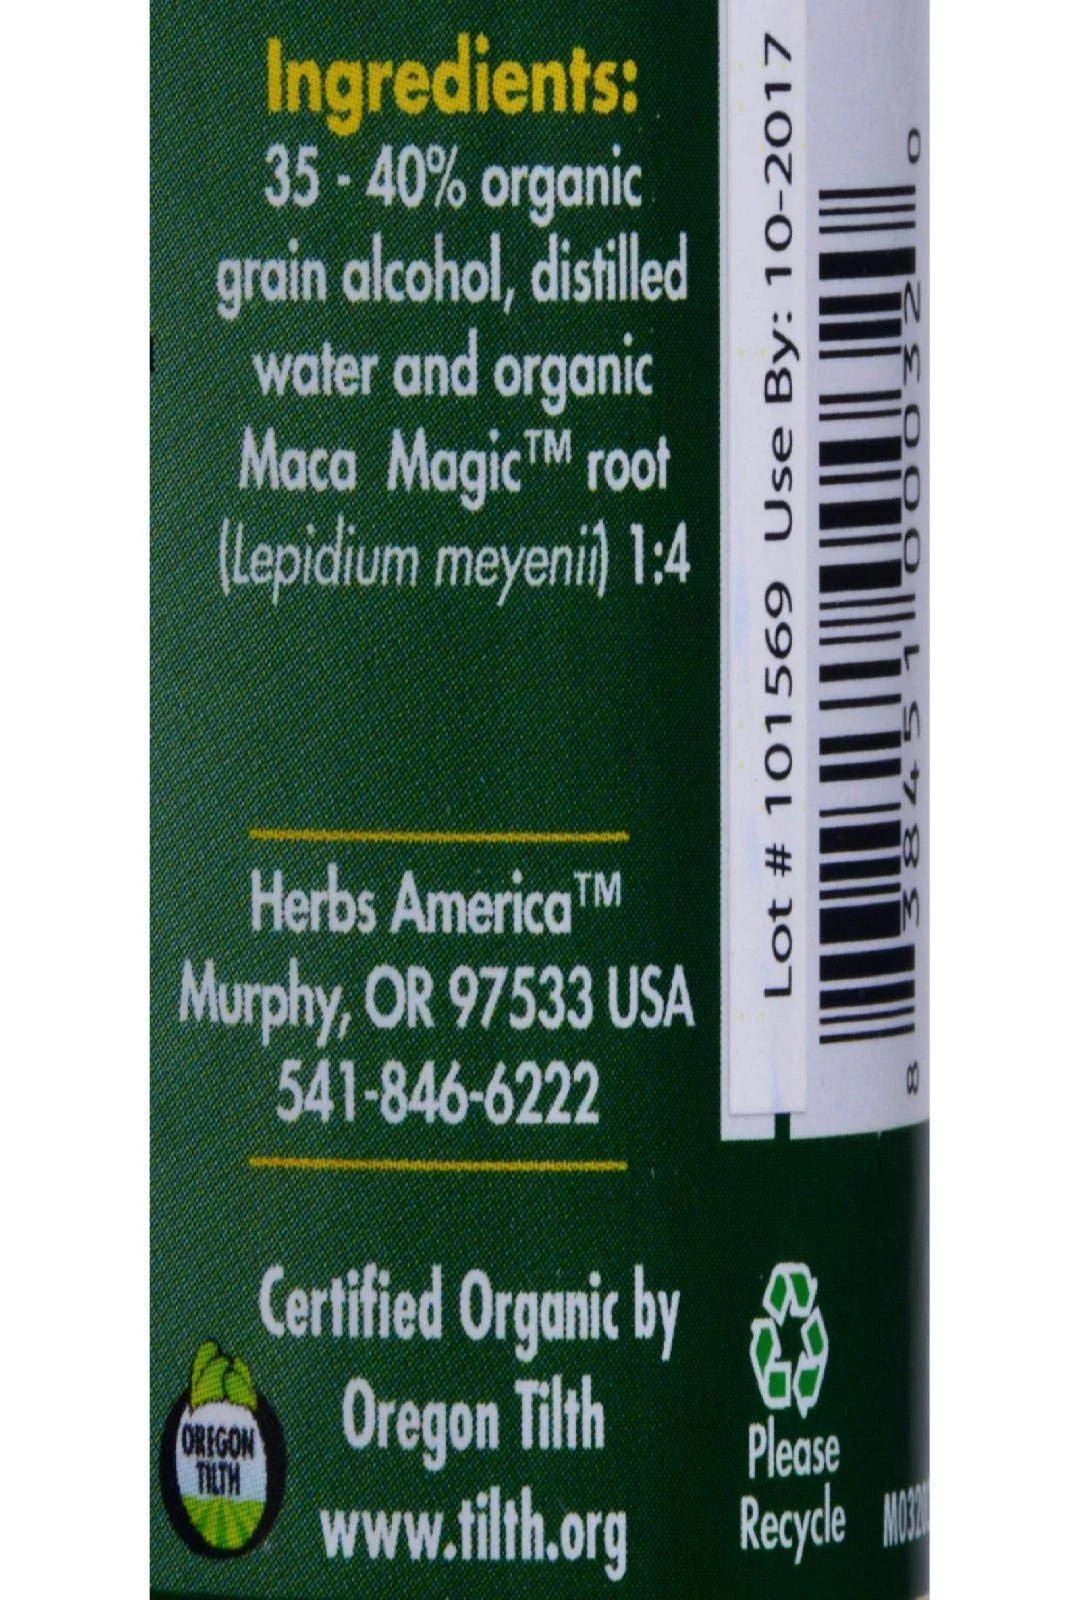 Ingredients:
35 - 40% organic
grain alcohol, distilled
water and organic
Maca Magic™ root
(Lepidium meyenii) 1:4
Herbs America™
Murphy, OR 97533 USA
541-846-6222
Certified Organic by
Oregon Tilth
www.tilth.org
OREGON
TILTH
Lot # 101569 Use By: 10-2017
8 38451 00032 0
Please
Recycle